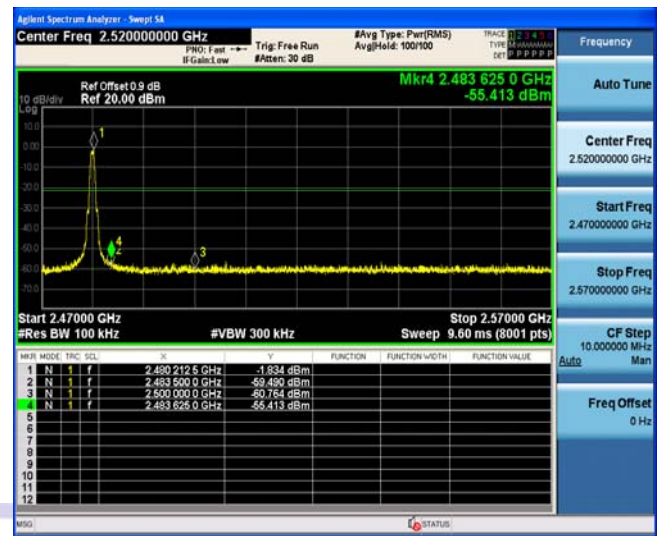 Agilent Spectrum Analyzer - Swept SA
Center Freq 2.520000000 GHz
PNO: Fast
IFGain:Low
Trig: Free Run
#Atten: 30 dB
#Avg Type: Pwr(RMS)
Avg|Hold: 100/100
TRACE 1 2 3 4 5 6
TYPE M
DET P P P P P P
Frequency
Mkr4 2.483 625 0 GHz
-55.413 dBm
Ref Offset 0.9 dB
Ref 20.00 dBm
10 dB/div
Log
10.0
0.00
-10.0
-20.0
-30.0
-40.0
-50.0
-60.0
-70.0
1
4
2
3
Start 2.47000 GHz
Stop 2.57000 GHz
#Res BW 100 kHz
#VBW 300 kHz
Sweep 9.60 ms (8001 pts)
MKR MODE TRC SCL X Y FUNCTION FUNCTION WIDTH FUNCTION VALUE
1 N 1 f 2.480 212 5 GHz -1.834 dBm
2 N 1 f 2.483 500 0 GHz -59.490 dBm
3 N 1 f 2.500 000 0 GHz -60.764 dBm
4 N 1 f 2.483 625 0 GHz -55.413 dBm
5
6
7
8
9
10
11
12
MSG
STATUS
Auto Tune
Center Freq
2.520000000 GHz
Start Freq
2.470000000 GHz
Stop Freq
2.570000000 GHz
CF Step
10.000000 MHz
Auto Man
Freq Offset
0 Hz